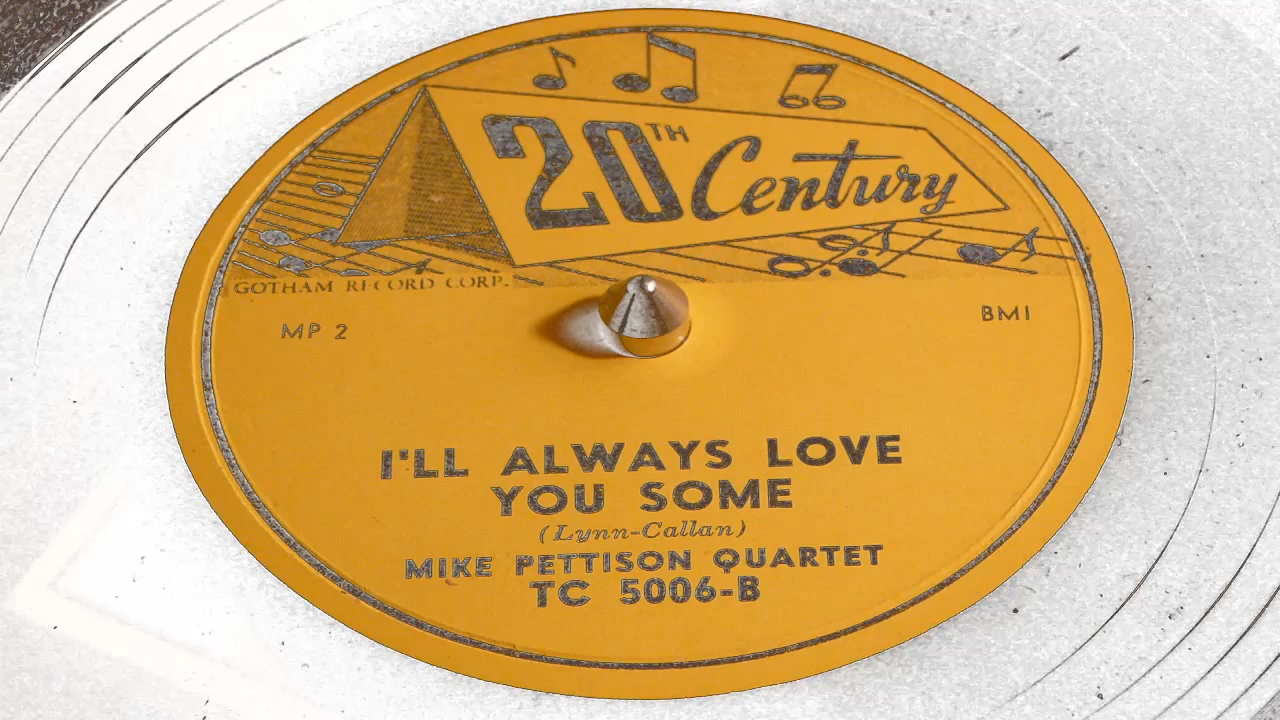 20TH Century
GOTHAM RECORD CORP.
MP 2
BMI
I'LL ALWAYS LOVE
YOU SOME
(Lynn-Callan)
MIKE PETTISON QUARTET
TC 5006-B